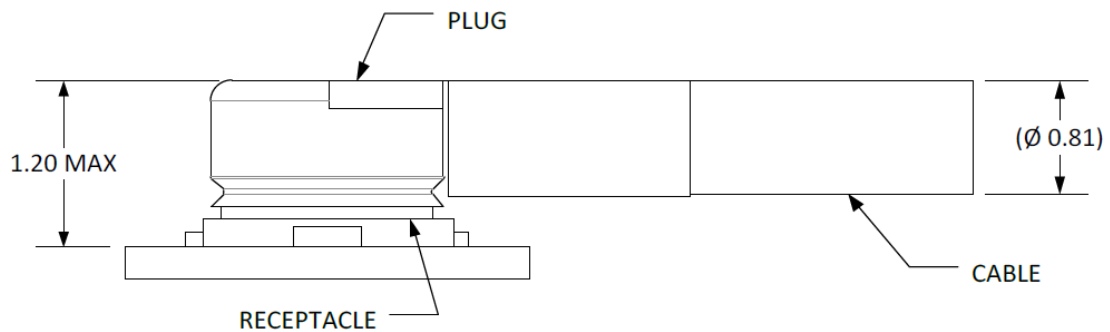 PLUG
1.20 MAX
(Ø 0.81)
CABLE
RECEPTACLE